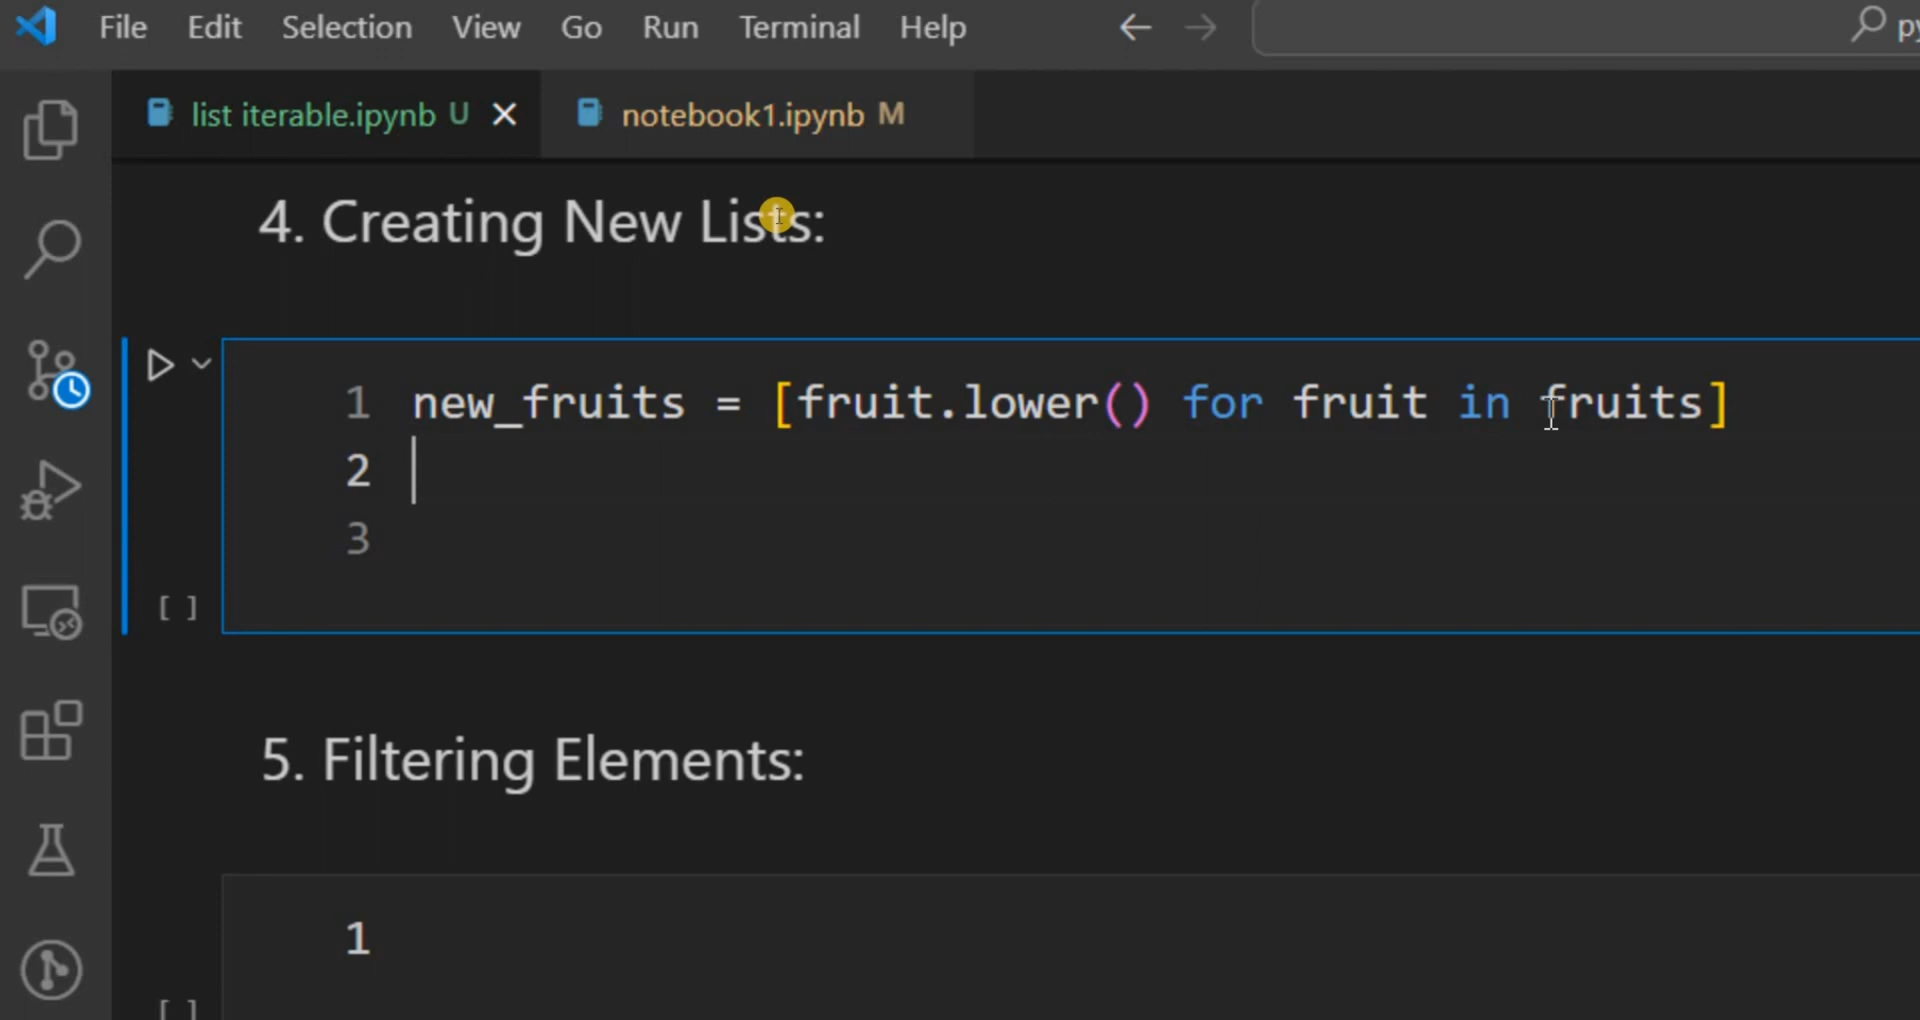 File Edit Selection View Go Run Terminal Help py
list iterable.ipynb U notebook1.ipynb M
4. Creating New Lists:
1 new_fruits = [fruit.lower() for fruit in fruits]
2
3
[ ]
5. Filtering Elements:
1
[ ]